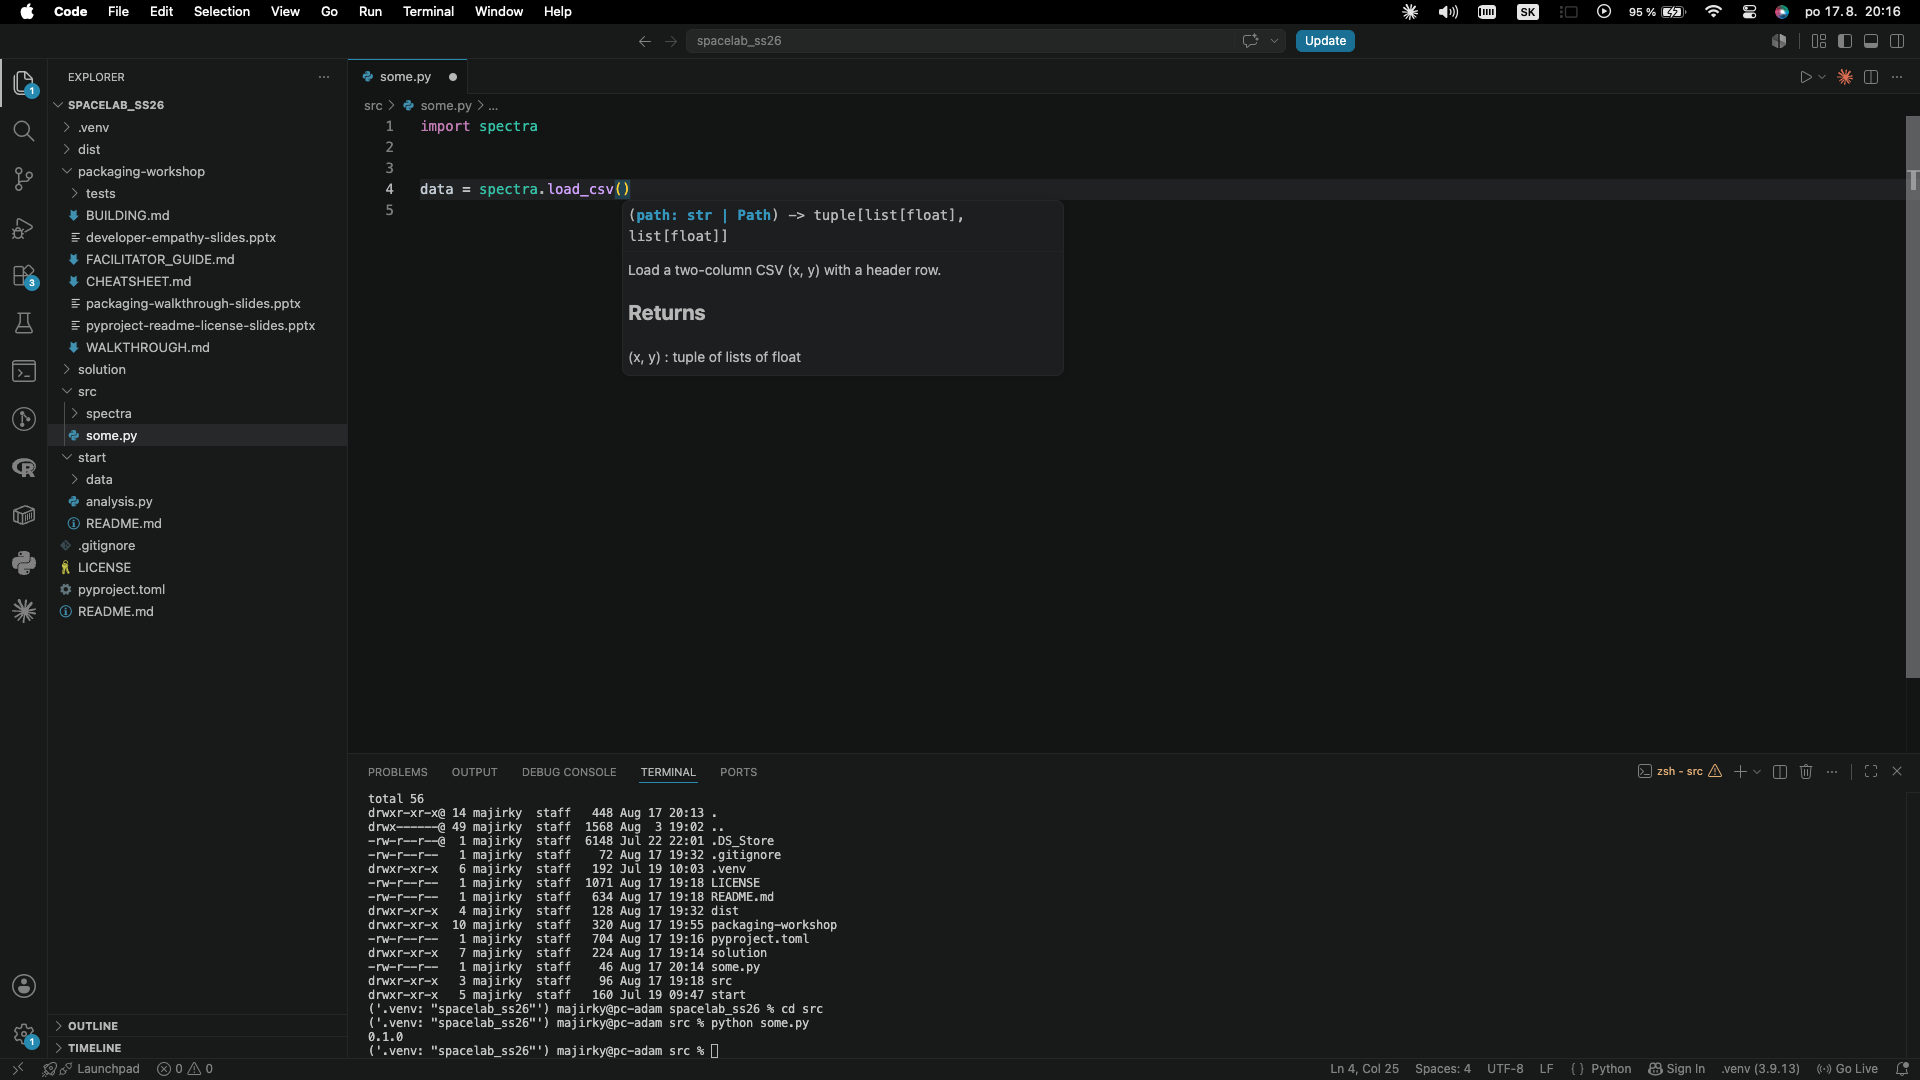 Code File Edit Selection View Go Run Terminal Window Help
SK
95 %
po 17. 8. 20:16
spacelab_ss26
Update
EXPLORER
SPACELAB_SS26
.venv
dist
packaging-workshop
tests
BUILDING.md
developer-empathy-slides.pptx
FACILITATOR_GUIDE.md
CHEATSHEET.md
packaging-walkthrough-slides.pptx
pyproject-readme-license-slides.pptx
WALKTHROUGH.md
solution
src
spectra
some.py
start
data
analysis.py
README.md
.gitignore
LICENSE
pyproject.toml
README.md
OUTLINE
TIMELINE
1
3
1
some.py
src > some.py > ...
1 import spectra
2
3
4 data = spectra.load_csv()
5
(path: str | Path) -> tuple[list[float],
list[float]]
Load a two-column CSV (x, y) with a header row.
Returns
(x, y) : tuple of lists of float
PROBLEMS OUTPUT DEBUG CONSOLE TERMINAL PORTS
zsh - src
total 56
drwxr-xr-x@ 14 majirky staff 448 Aug 17 20:13 .
drwx------@ 49 majirky staff 1568 Aug 3 19:02 ..
-rw-r--r--@ 1 majirky staff 6148 Jul 22 22:01 .DS_Store
-rw-r--r-- 1 majirky staff 72 Aug 17 19:32 .gitignore
drwxr-xr-x 6 majirky staff 192 Jul 19 10:03 .venv
-rw-r--r-- 1 majirky staff 1071 Aug 17 19:18 LICENSE
-rw-r--r-- 1 majirky staff 634 Aug 17 19:18 README.md
drwxr-xr-x 4 majirky staff 128 Aug 17 19:32 dist
drwxr-xr-x 10 majirky staff 320 Aug 17 19:55 packaging-workshop
-rw-r--r-- 1 majirky staff 704 Aug 17 19:16 pyproject.toml
drwxr-xr-x 7 majirky staff 224 Aug 17 19:14 solution
-rw-r--r-- 1 majirky staff 46 Aug 17 20:14 some.py
drwxr-xr-x 3 majirky staff 96 Aug 17 19:18 src
drwxr-xr-x 5 majirky staff 160 Jul 19 09:47 start
('.venv: "spacelab_ss26"') majirky@pc-adam spacelab_ss26 % cd src
('.venv: "spacelab_ss26"') majirky@pc-adam src % python some.py
0.1.0
('.venv: "spacelab_ss26"') majirky@pc-adam src %
Launchpad 0 0
Ln 4, Col 25 Spaces: 4 UTF-8 LF { } Python Sign In .venv (3.9.13) Go Live